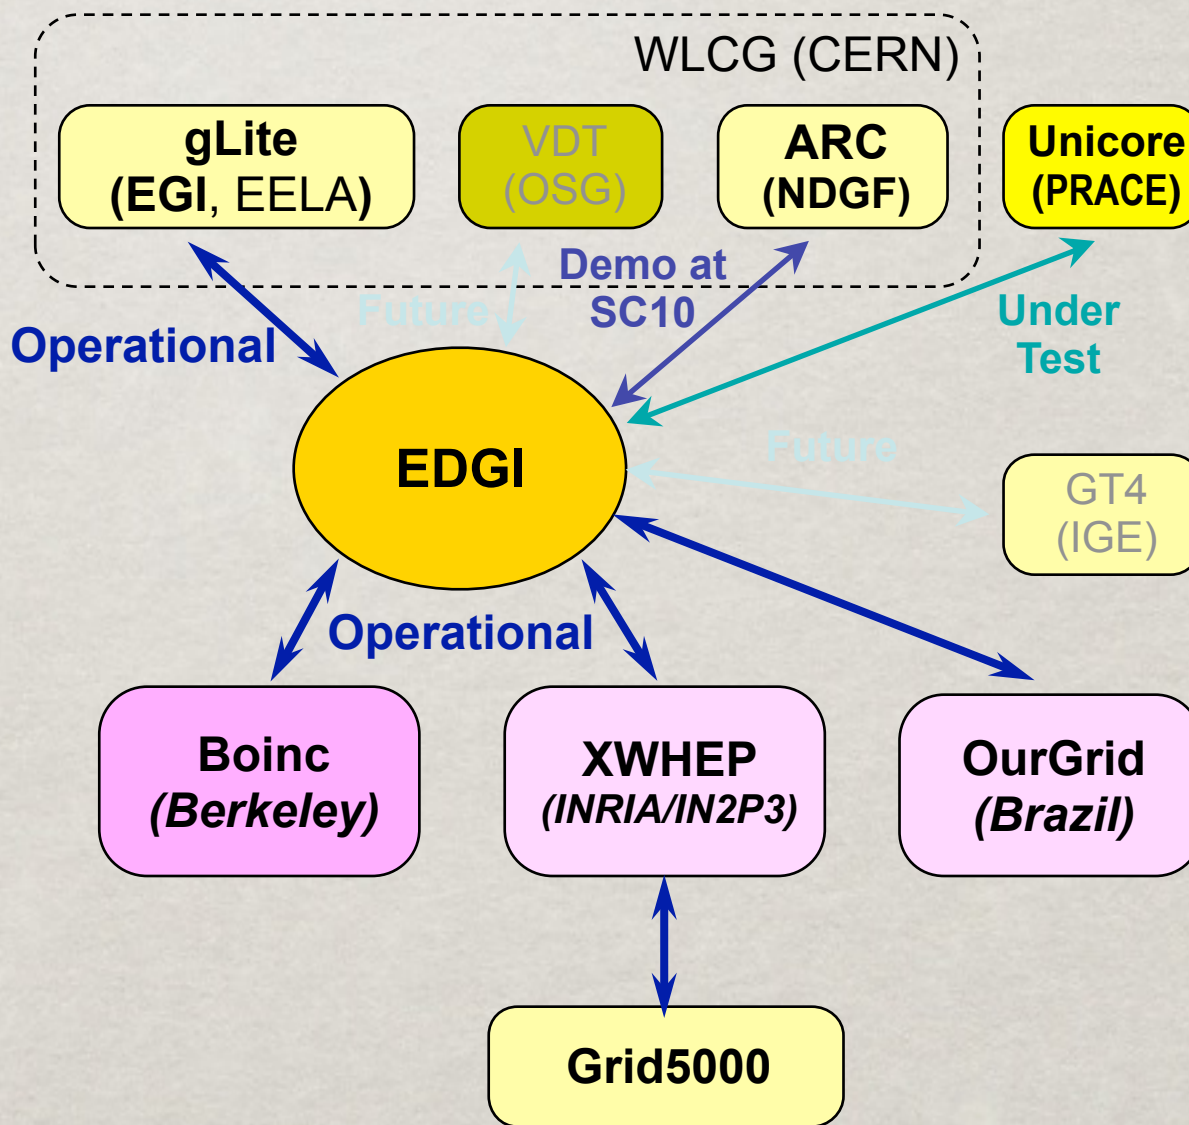 WLCG (CERN)
gLite
(EGI, EELA)
VDT
(OSG)
ARC
(NDGF)
Unicore
(PRACE)
Demo at
SC10
Future
Operational
Under
Test
EDGI
Future
GT4
(IGE)
Operational
Boinc
(Berkeley)
XWHEP
(INRIA/IN2P3)
OurGrid
(Brazil)
Grid5000